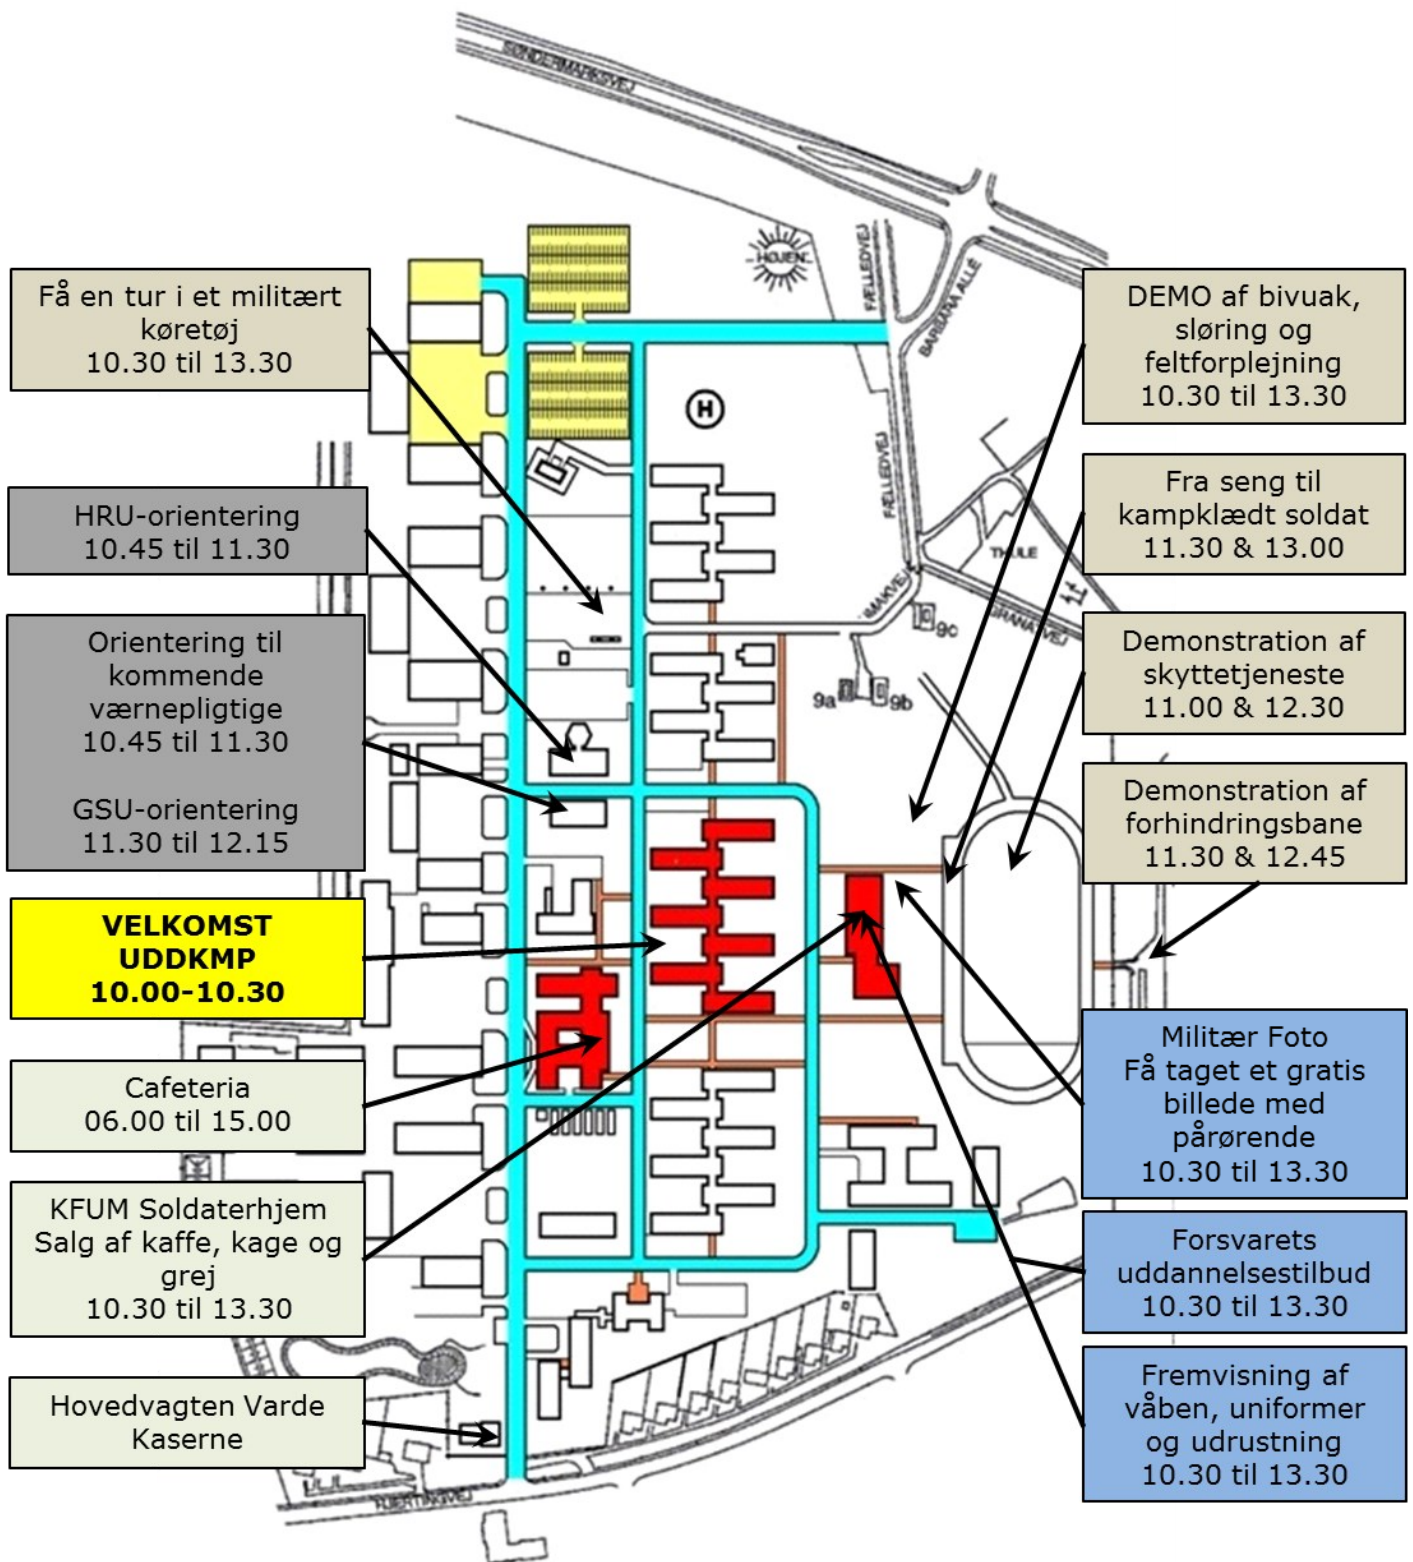 SØNDERMARKSVEJ
HØJEN
FÆLLEDVEJ
BARBARA ALLÉ
Få en tur i et militært
køretøj
10.30 til 13.30
DEMO af bivuak,
sløring og
feltforplejning
10.30 til 13.30
H
FÆLLEDVEJ
HRU-orientering
10.45 til 11.30
Fra seng til
kampklædt soldat
11.30 & 13.00
THULE
GRANATVEJ
9c
9a
9b
Orientering til
kommende
værnepligtige
10.45 til 11.30
GSU-orientering
11.30 til 12.15
Demonstration af
skyttetjeneste
11.00 & 12.30
Demonstration af
forhindringsbane
11.30 & 12.45
VELKOMST
UDDKMP
10.00-10.30
Cafeteria
06.00 til 15.00
Militær Foto
Få taget et gratis
billede med
pårørende
10.30 til 13.30
KFUM Soldaterhjem
Salg af kaffe, kage og
grej
10.30 til 13.30
Forsvarets
uddannelsestilbud
10.30 til 13.30
Hovedvagten Varde
Kaserne
Fremvisning af
våben, uniformer
og udrustning
10.30 til 13.30
HJERTINGVEJ